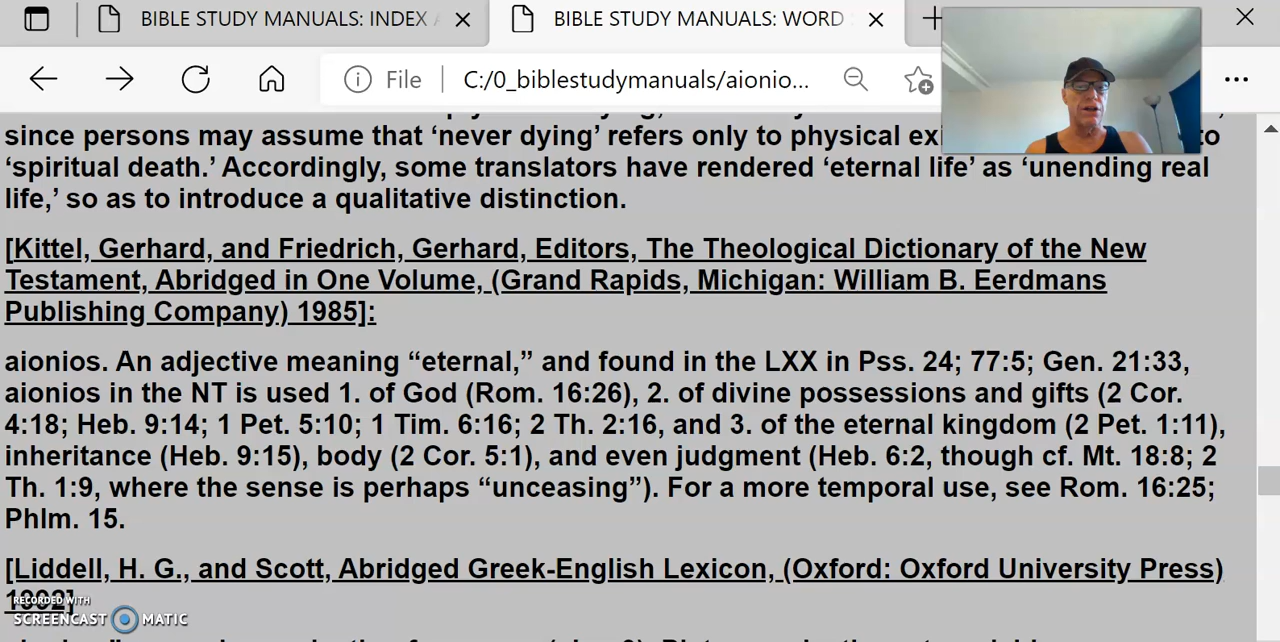 BIBLE STUDY MANUALS: INDEX
BIBLE STUDY MANUALS: WORD
File
C:/0_biblestudymanuals/aionio...
since persons may assume that ‘never dying’ refers only to physical to
‘spiritual death.’ Accordingly, some translators have rendered ‘eternal life’ as ‘unending real
life,’ so as to introduce a qualitative distinction.
[Kittel, Gerhard, and Friedrich, Gerhard, Editors, The Theological Dictionary of the New
Testament, Abridged in One Volume, (Grand Rapids, Michigan: William B. Eerdmans
Publishing Company) 1985]:
aionios. An adjective meaning “eternal,” and found in the LXX in Pss. 24; 77:5; Gen. 21:33,
aionios in the NT is used 1. of God (Rom. 16:26), 2. of divine possessions and gifts (2 Cor.
4:18; Heb. 9:14; 1 Pet. 5:10; 1 Tim. 6:16; 2 Th. 2:16, and 3. of the eternal kingdom (2 Pet. 1:11),
inheritance (Heb. 9:15), body (2 Cor. 5:1), and even judgment (Heb. 6:2, though cf. Mt. 18:8; 2
Th. 1:9, where the sense is perhaps “unceasing”). For a more temporal use, see Rom. 16:25;
Phlm. 15.
[Liddell, H. G., and Scott, Abridged Greek-English Lexicon, (Oxford: Oxford University Press)
RECORDED WITH
SCREENCAST MATIC